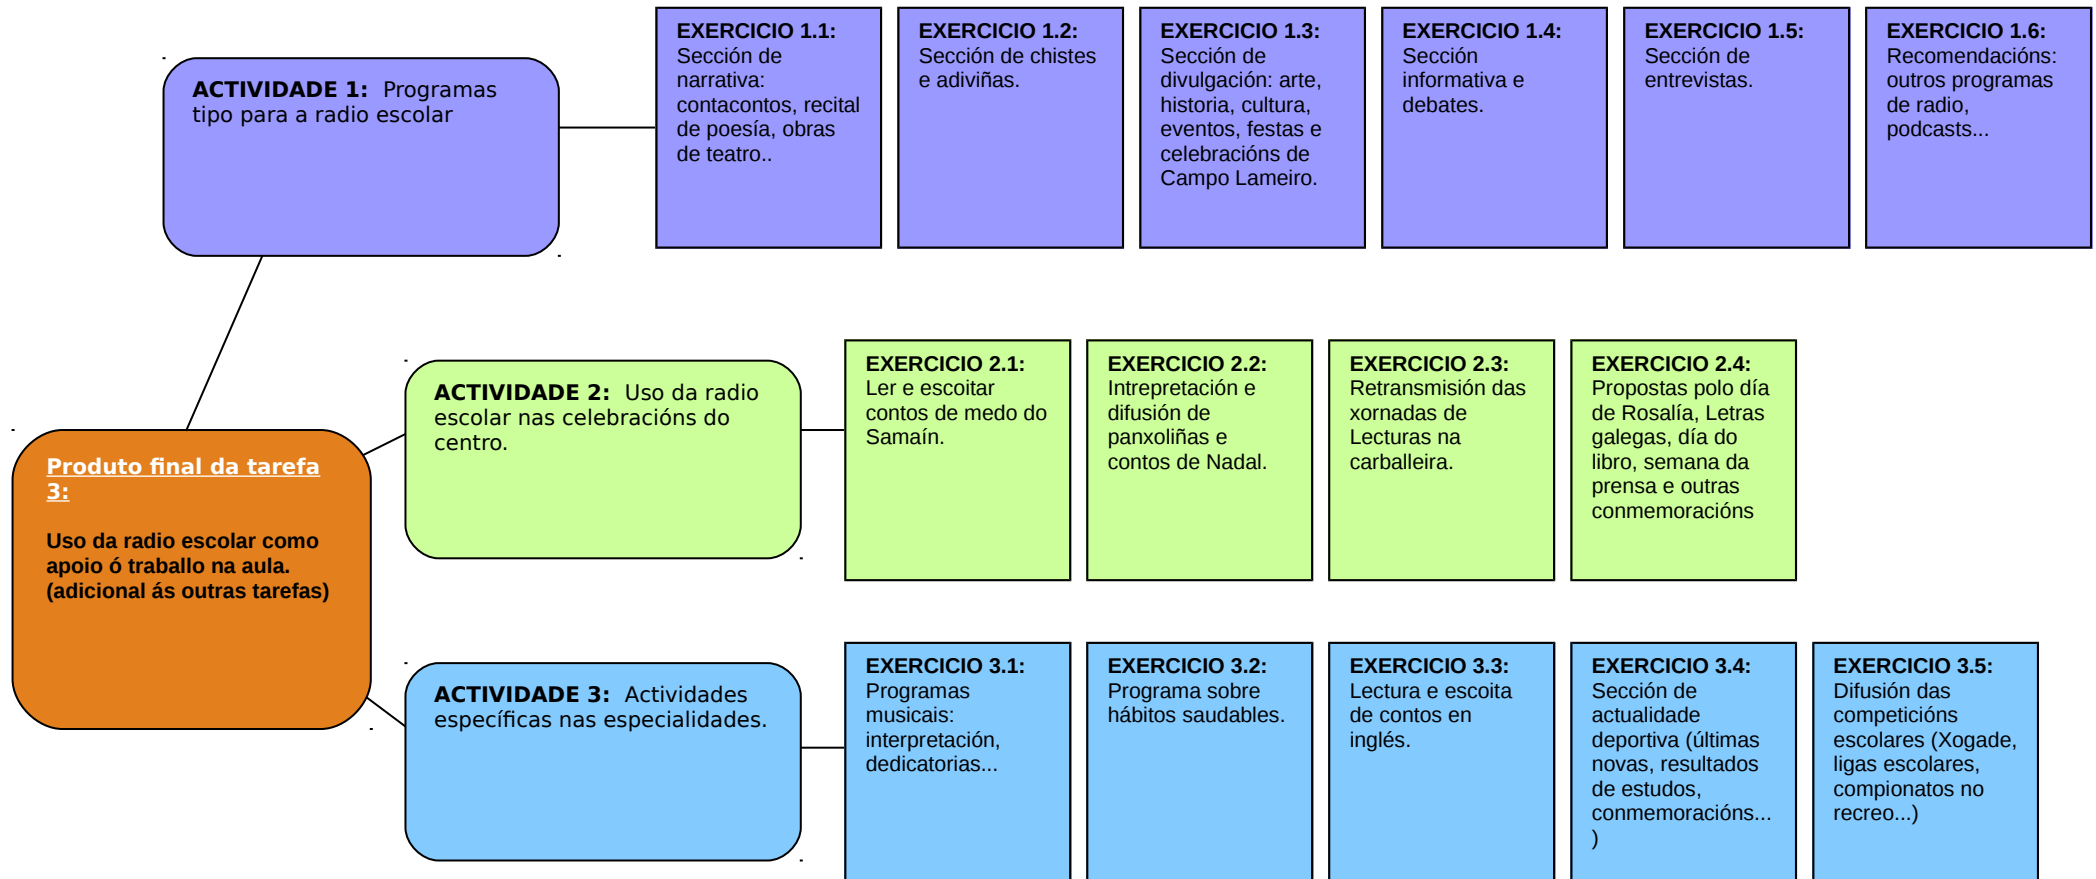 ACTIVIDADE 1:  Programas
tipo para a radio escolar
EXERCICIO 1.1:
Sección de
narrativa:
contacontos, recital
de poesía, obras
de teatro..
EXERCICIO 1.2:
Sección de chistes
e adiviñas.
EXERCICIO 1.3:
Sección de
divulgación: arte,
historia, cultura,
eventos, festas e
celebracións de
Campo Lameiro.
EXERCICIO 1.4:
Sección
informativa e
debates.
EXERCICIO 1.5:
Sección de
entrevistas.
EXERCICIO 1.6:
Recomendacións:
outros programas
de radio,
podcasts...
Produto final da tarefa
3:
Uso da radio escolar como
apoio ó traballo na aula.
(adicional ás outras tarefas)
ACTIVIDADE 2:  Uso da radio
escolar nas celebracións do
centro.
EXERCICIO 2.1:
Ler e escoitar
contos de medo do
Samaín.
EXERCICIO 2.2:
Intrepretación e
difusión de
panxoliñas e
contos de Nadal.
EXERCICIO 2.3:
Retransmisión das
xornadas de
Lecturas na
carballeira.
EXERCICIO 2.4:
Propostas polo día
de Rosalía, Letras
galegas, día do
libro, semana da
prensa e outras
conmemoracións
ACTIVIDADE 3:  Actividades
específicas nas especialidades.
EXERCICIO 3.1:
Programas
musicais:
interpretación,
dedicatorias...
EXERCICIO 3.2:
Programa sobre
hábitos saudables.
EXERCICIO 3.3:
Lectura e escoita
de contos en
inglés.
EXERCICIO 3.4:
Sección de
actualidade
deportiva (últimas
novas, resultados
de estudos,
conmemoracións...
)
EXERCICIO 3.5:
Difusión das
competicións
escolares (Xogade,
ligas escolares,
compionatos no
recreo...)